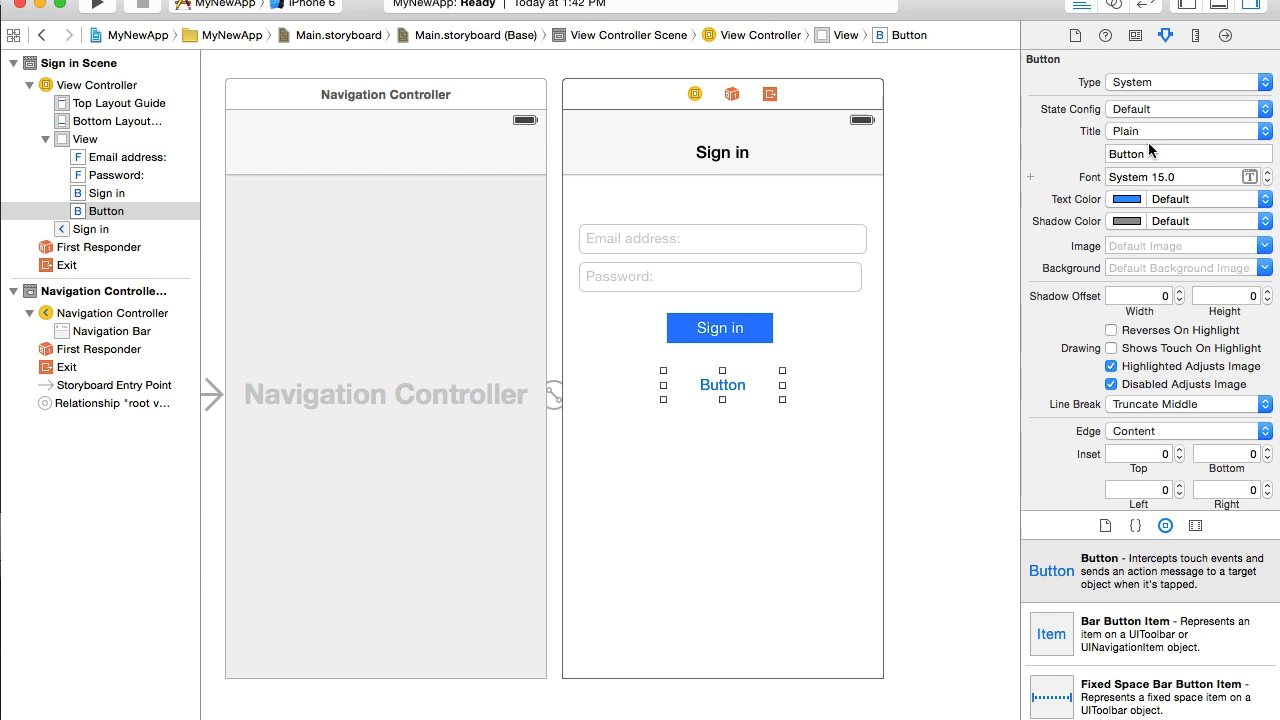 MyNewApp iPhone 6 MyNewApp: Ready | Today at 1:42 PM
MyNewApp MyNewApp Main.storyboard Main.storyboard (Base) View Controller Scene View Controller View B Button
Sign in Scene
View Controller
Top Layout Guide
Bottom Layout...
View
F Email address:
F Password:
B Sign in
B Button
Sign in
First Responder
Exit
Navigation Controlle...
Navigation Controller
Navigation Bar
First Responder
Exit
Storyboard Entry Point
Relationship "root v...
Navigation Controller
Navigation Controller
Sign in
Email address:
Password:
Sign in
Button
Button
Type System
State Config Default
Title Plain
Button
Font System 15.0 T
Text Color Default
Shadow Color Default
Image Default Image
Background Default Background Image
Shadow Offset 0 0
Width Height
Reverses On Highlight
Drawing Shows Touch On Highlight
Highlighted Adjusts Image
Disabled Adjusts Image
Line Break Truncate Middle
Edge Content
Inset 0 0
Top Bottom
0 0
Left Right
{}
Button Button - Intercepts touch events and
sends an action message to a target
object when it's tapped.
Item Bar Button Item - Represents an
item on a UIToolbar or
UINavigationItem object.
Fixed Space Bar Button Item -
Represents a fixed space item on a
UIToolbar object.